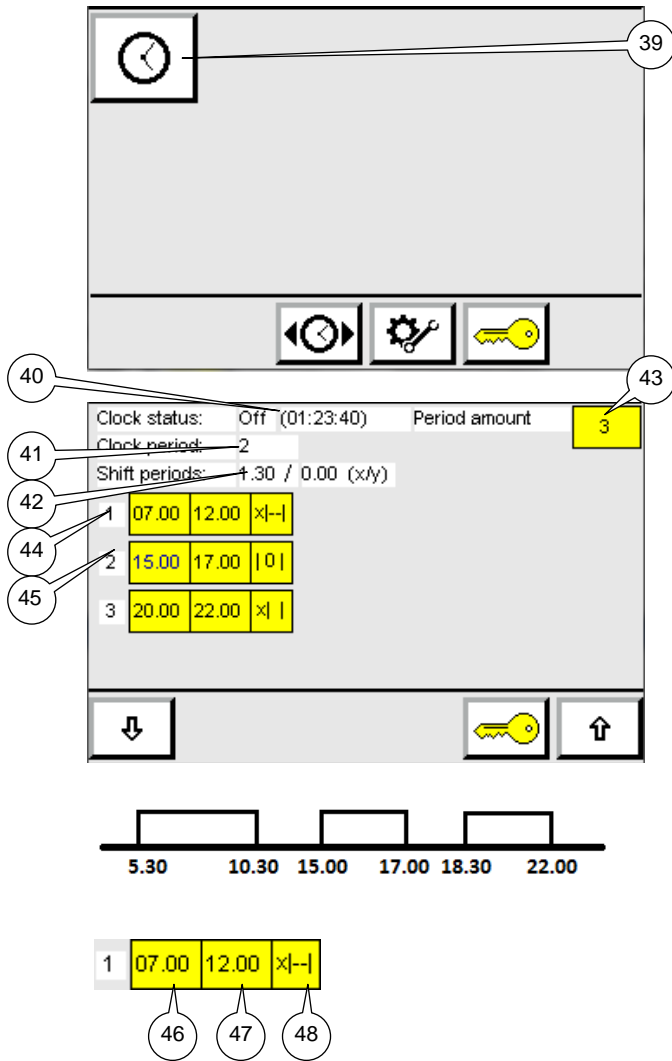 39
40
43
Clock status: Off (01:23:40) Period amount 3
41
Clock period: 2
42
Shift periods: 1.30 / 0.00 (x/y)
44
1 07.00 12.00 x|--|
45
2 15.00 17.00 |0|
3 20.00 22.00 x| |
5.30 10.30 15.00 17.00 18.30 22.00
1 07.00 12.00 x|--|
46 47 48